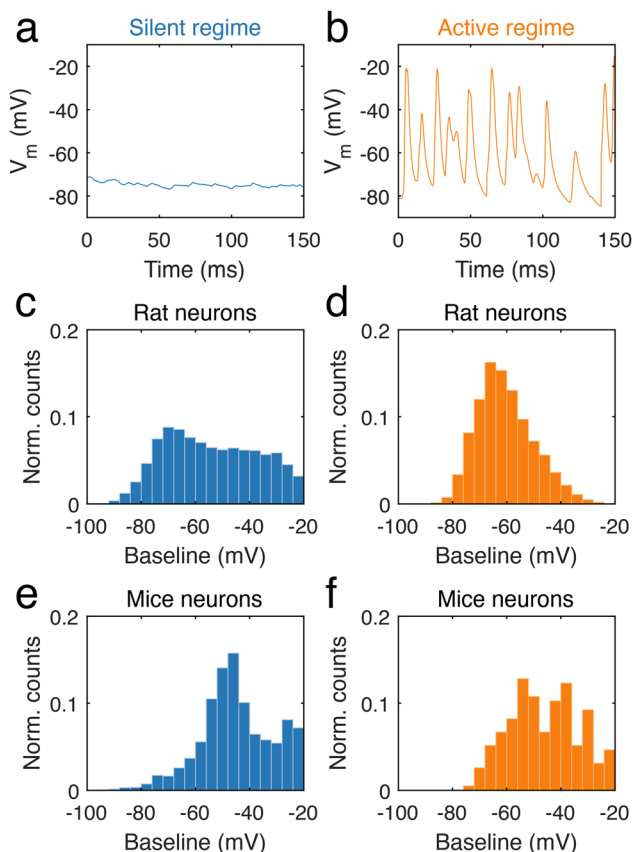 a Silent regime
-20
-40
-60
-80
V_m (mV)
0 50 100 150
Time (ms)
b Active regime
-20
-40
-60
-80
V_m (mV)
0 50 100 150
Time (ms)
c Rat neurons
0.2
0.1
0
Norm. counts
-100 -80 -60 -40 -20
Baseline (mV)
d Rat neurons
0.2
0.1
0
Norm. counts
-100 -80 -60 -40 -20
Baseline (mV)
e Mice neurons
0.2
0.1
0
Norm. counts
-100 -80 -60 -40 -20
Baseline (mV)
f Mice neurons
0.2
0.1
0
Norm. counts
-100 -80 -60 -40 -20
Baseline (mV)